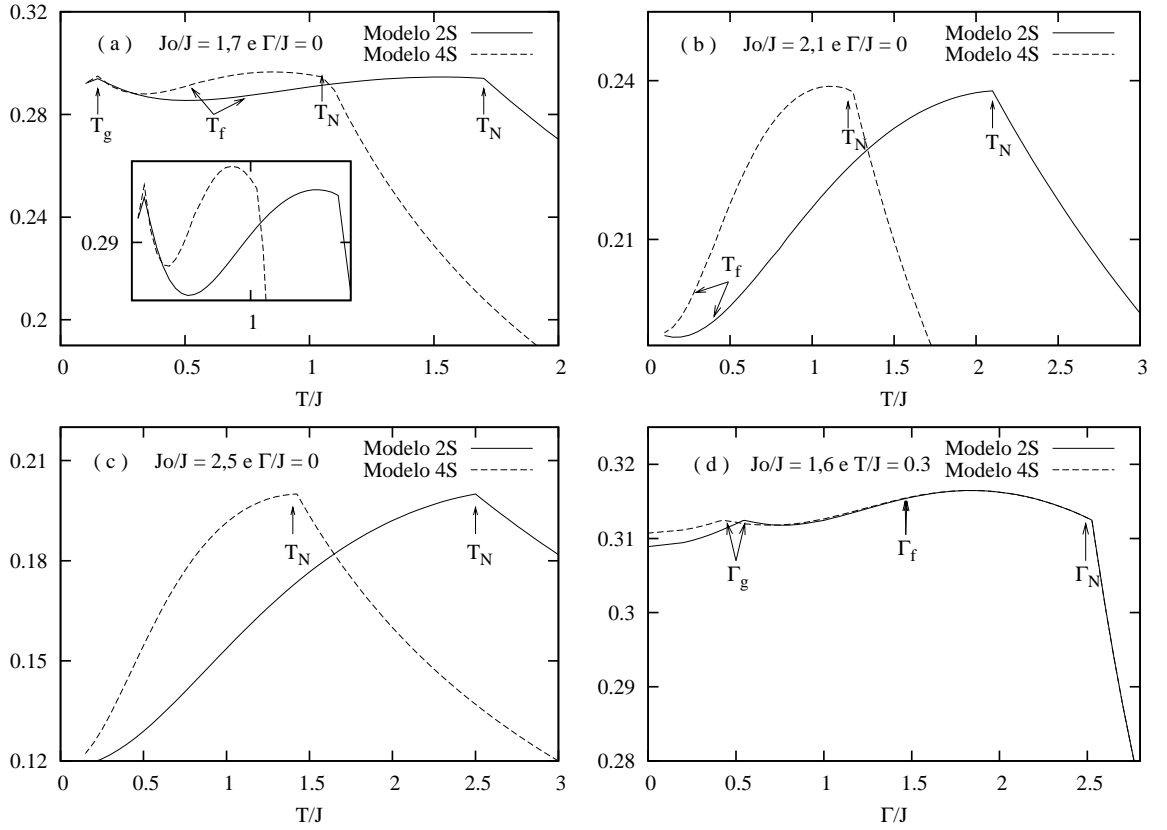 ( a ) Jo/J = 1,7 e Γ/J = 0
Modelo 2S
Modelo 4S
0.32
0.28
0.24
0.2
T_g
T_f
T_N
T_N
0.29
1
0 0.5 1 1.5 2
T/J
( b ) Jo/J = 2,1 e Γ/J = 0
Modelo 2S
Modelo 4S
0.24
0.21
T_f
T_N
T_N
0 0.5 1 1.5 2 2.5 3
T/J
( c ) Jo/J = 2,5 e Γ/J = 0
Modelo 2S
Modelo 4S
0.21
0.18
0.15
0.12
T_N
T_N
0 0.5 1 1.5 2 2.5 3
T/J
( d ) Jo/J = 1,6 e T/J = 0.3
Modelo 2S
Modelo 4S
0.32
0.31
0.3
0.29
0.28
Γ_g
Γ_f
Γ_N
0 0.5 1 1.5 2 2.5
Γ/J